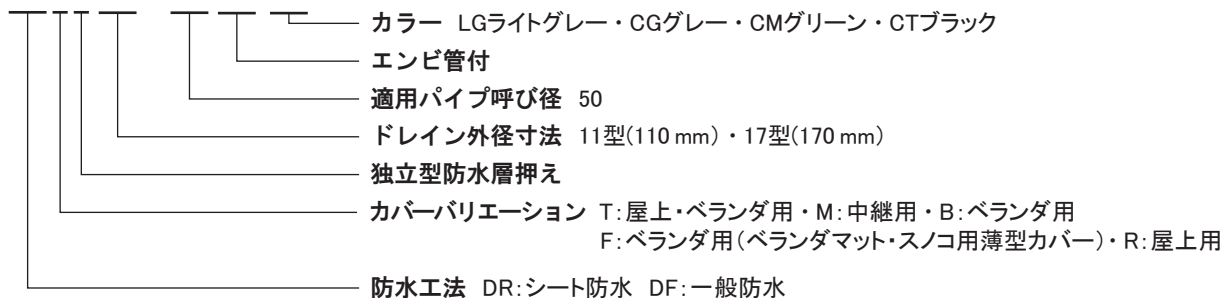 カラー LGライトグレー・CGグレー・CMグリーン・CTブラック
エンビ管付
適用パイプ呼び径 50
ドレイン外径寸法 11型(110 mm)・17型(170 mm)
独立型防水層押え
カバーバリエーション T：屋上・ベランダ用・M：中継用・B：ベランダ用
F：ベランダ用（ベランダマット・スノコ用薄型カバー）・R：屋上用
防水工法 DR：シート防水 DF：一般防水